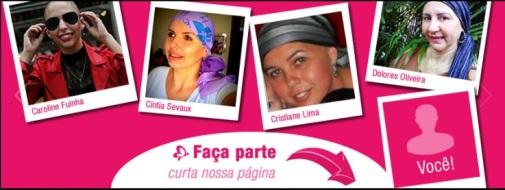 Caroline Fuinha
Cintia Sevaux
Cristiane Lima
Dolores Oliveira
Faça parte
curta nossa página
Você!